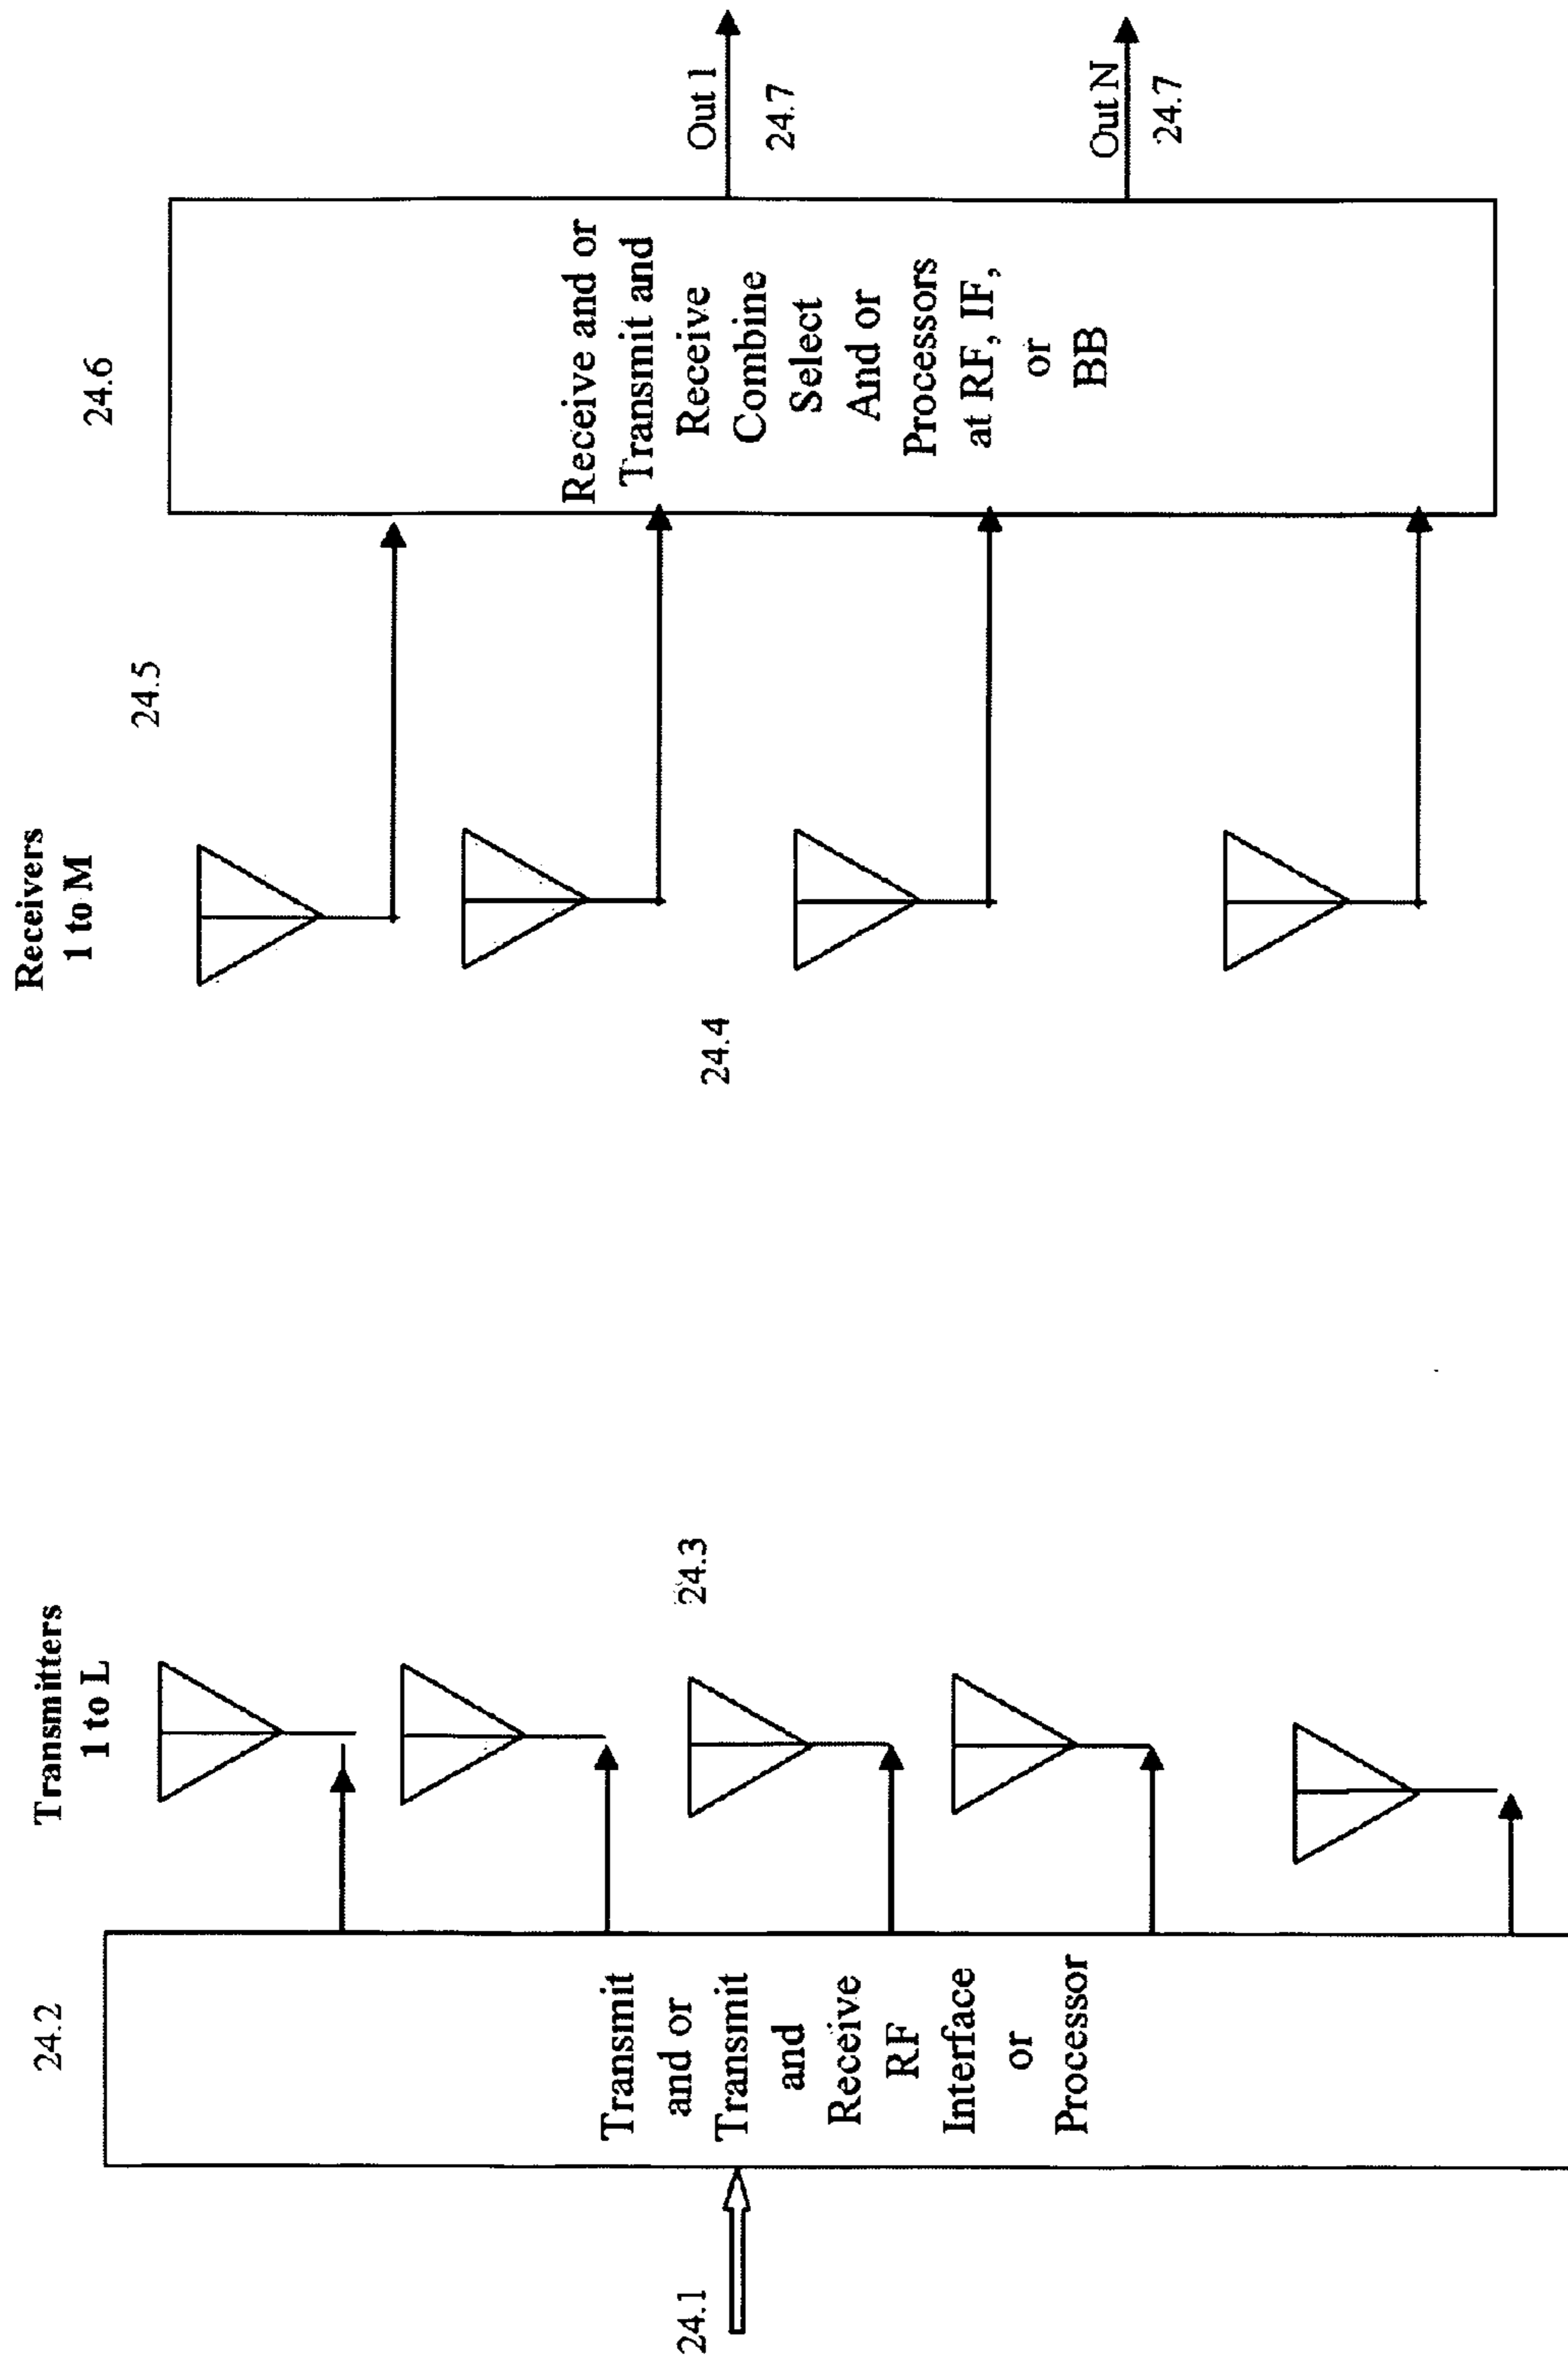 24.1
24.2
Transmit
and or
Transmit
and
Receive
RF
Interface
or
Processor
Transmitters
1 to L
24.3
Receivers
1 to M
24.4
24.5
24.6
Receive and or
Transmit and
Receive
Combine
Select
And or
Processors
at RF, IF,
or
BB
Out 1
24.7
Out N
24.7